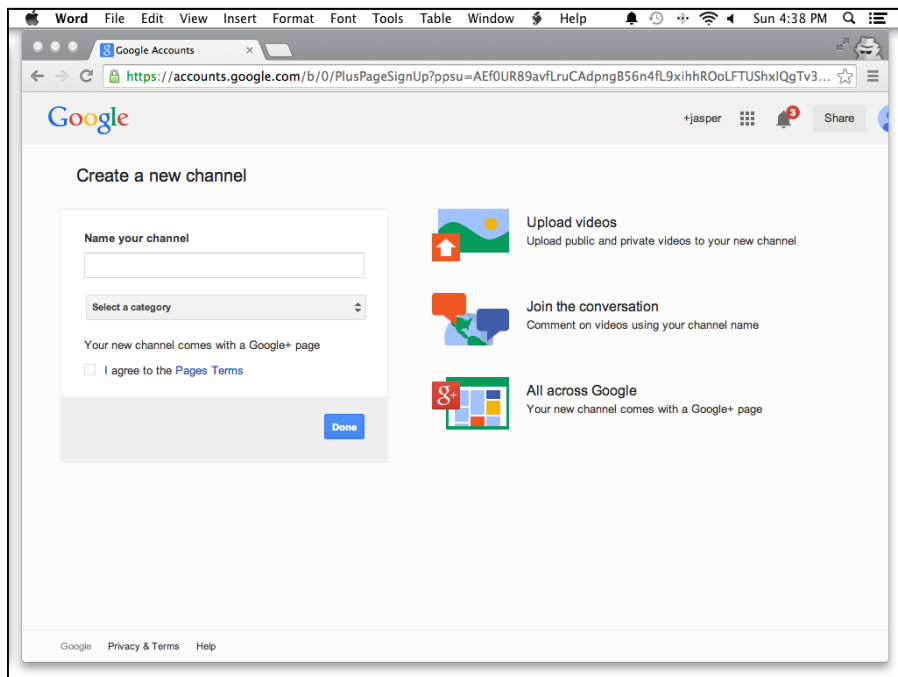 Word File Edit View Insert Format Font Tools Table Window Help Sun 4:38 PM
Google Accounts
https://accounts.google.com/b/0/PlusPageSignUp?ppsu=AEf0UR89avfLruCAdpngB56n4fL9xihhROoLFTUShxIQgTv3...
Google +jasper 3 Share
Create a new channel
Name your channel
Select a category
Your new channel comes with a Google+ page
I agree to the Pages Terms
Done
Upload videos
Upload public and private videos to your new channel
Join the conversation
Comment on videos using your channel name
All across Google
Your new channel comes with a Google+ page
Google Privacy & Terms Help